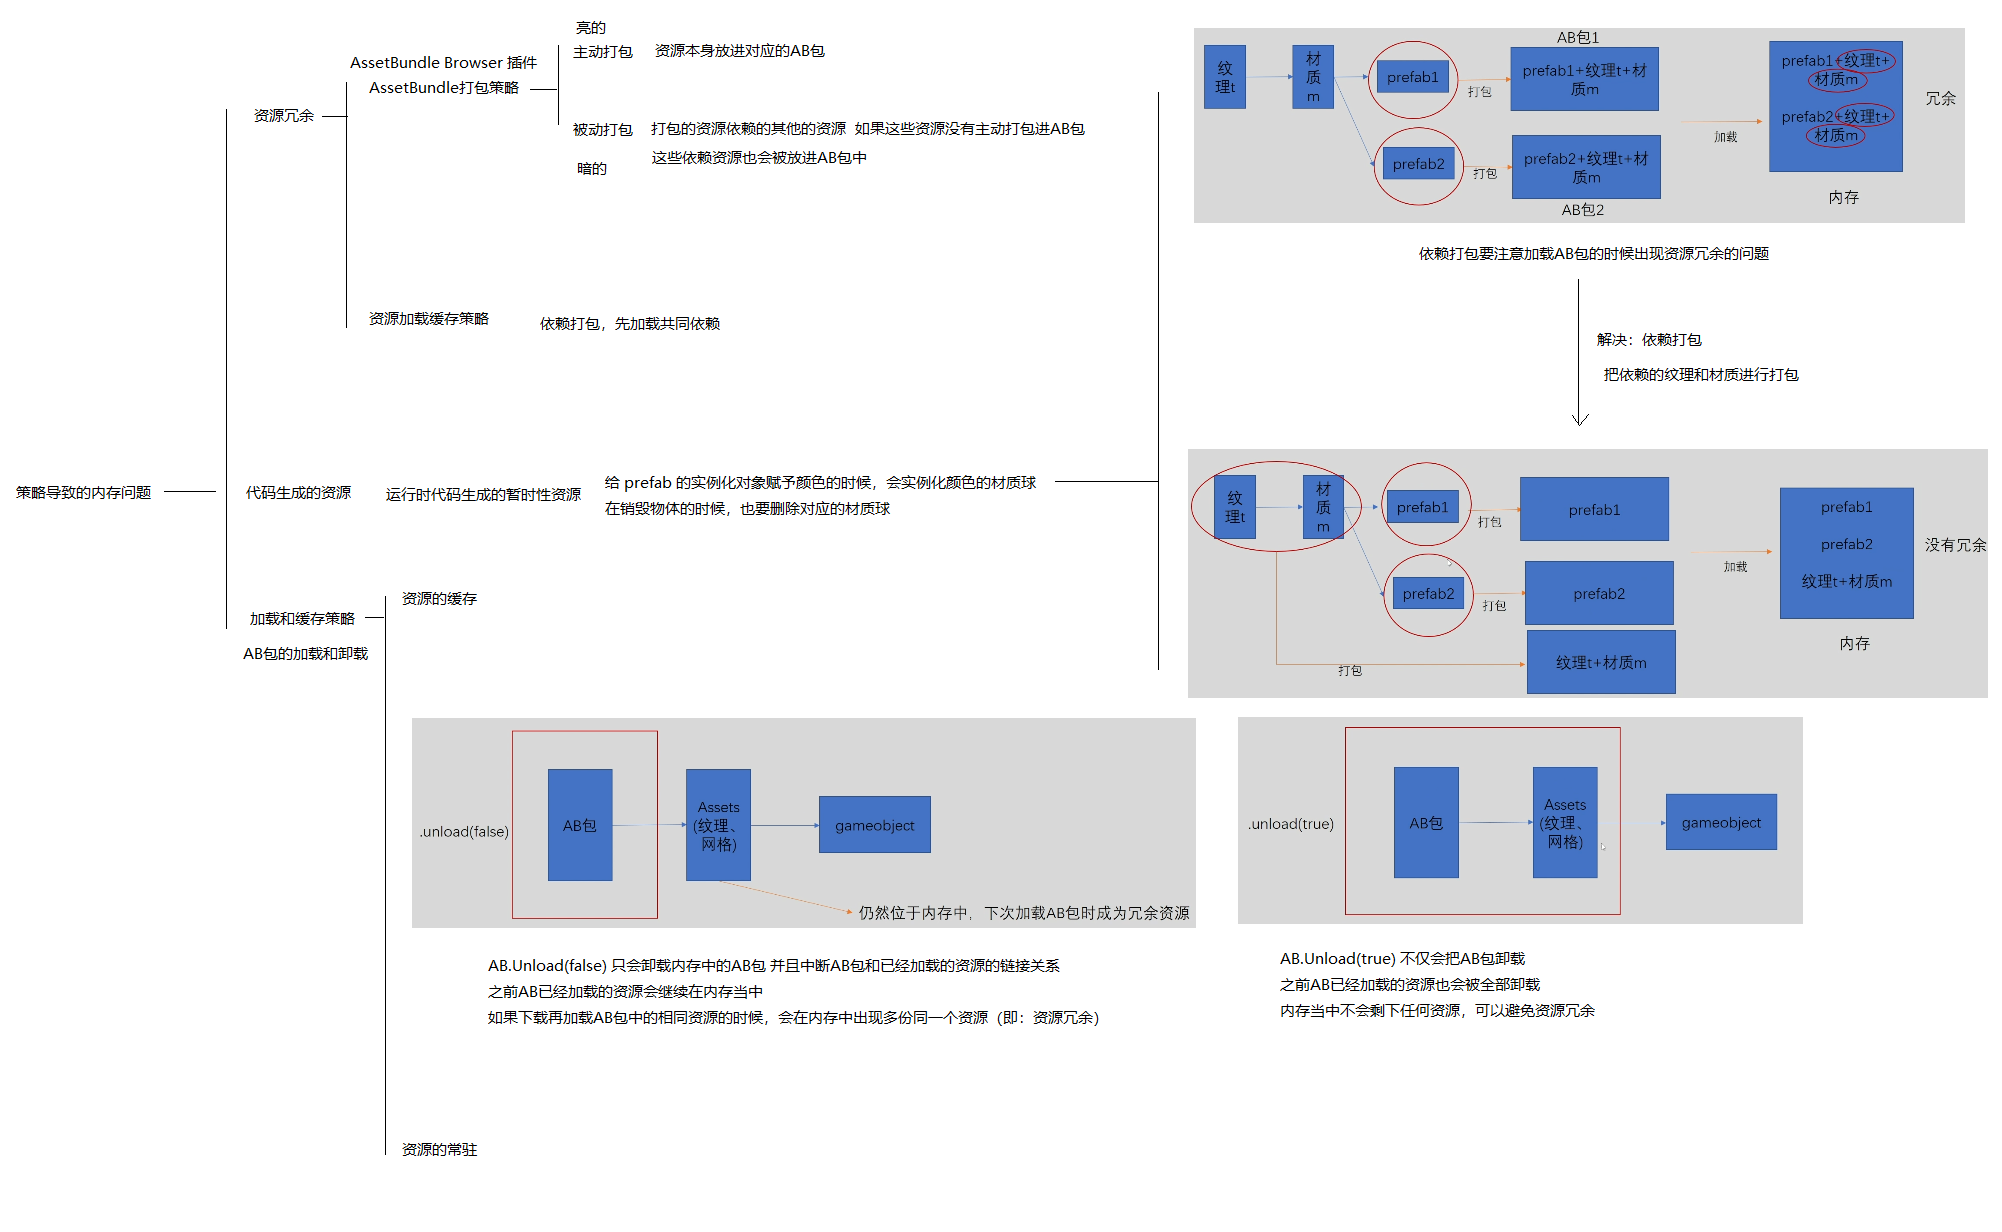 策略导致的内存问题
资源冗余
AssetBundle Browser 插件
AssetBundle打包策略
亮的
主动打包
资源本身放进对应的AB包
被动打包
打包的资源依赖的其他的资源 如果这些资源没有主动打包进AB包
这些依赖资源也会被放进AB包中
暗的
资源加载缓存策略
依赖打包，先加载共同依赖
代码生成的资源
运行时代码生成的暂时性资源
给 prefab 的实例化对象赋予颜色的时候，会实例化颜色的材质球
在销毁物体的时候，也要删除对应的材质球
加载和缓存策略
AB包的加载和卸载
资源的缓存
资源的常驻
纹
理t
材
质
m
prefab1
prefab2
打包
打包
AB包1
prefab1+纹理t+材
质m
prefab2+纹理t+材
质m
AB包2
加载
prefab1+纹理t+
材质m
prefab2+纹理t+
材质m
内存
冗余
依赖打包要注意加载AB包的时候出现资源冗余的问题
解决：依赖打包
把依赖的纹理和材质进行打包
纹
理t
材
质
m
prefab1
prefab2
打包
打包
打包
prefab1
prefab2
纹理t+材质m
加载
prefab1
prefab2
纹理t+材质m
内存
没有冗余
.unload(false)
AB包
Assets
(纹理、
网格)
gameobject
仍然位于内存中，下次加载AB包时成为冗余资源
AB.Unload(false) 只会卸载内存中的AB包 并且中断AB包和已经加载的资源的链接关系
之前AB已经加载的资源会继续在内存当中
如果下载再加载AB包中的相同资源的时候，会在内存中出现多份同一个资源（即：资源冗余）
.unload(true)
AB包
Assets
(纹理、
网格)
gameobject
AB.Unload(true) 不仅会把AB包卸载
之前AB已经加载的资源也会被全部卸载
内存当中不会剩下任何资源，可以避免资源冗余